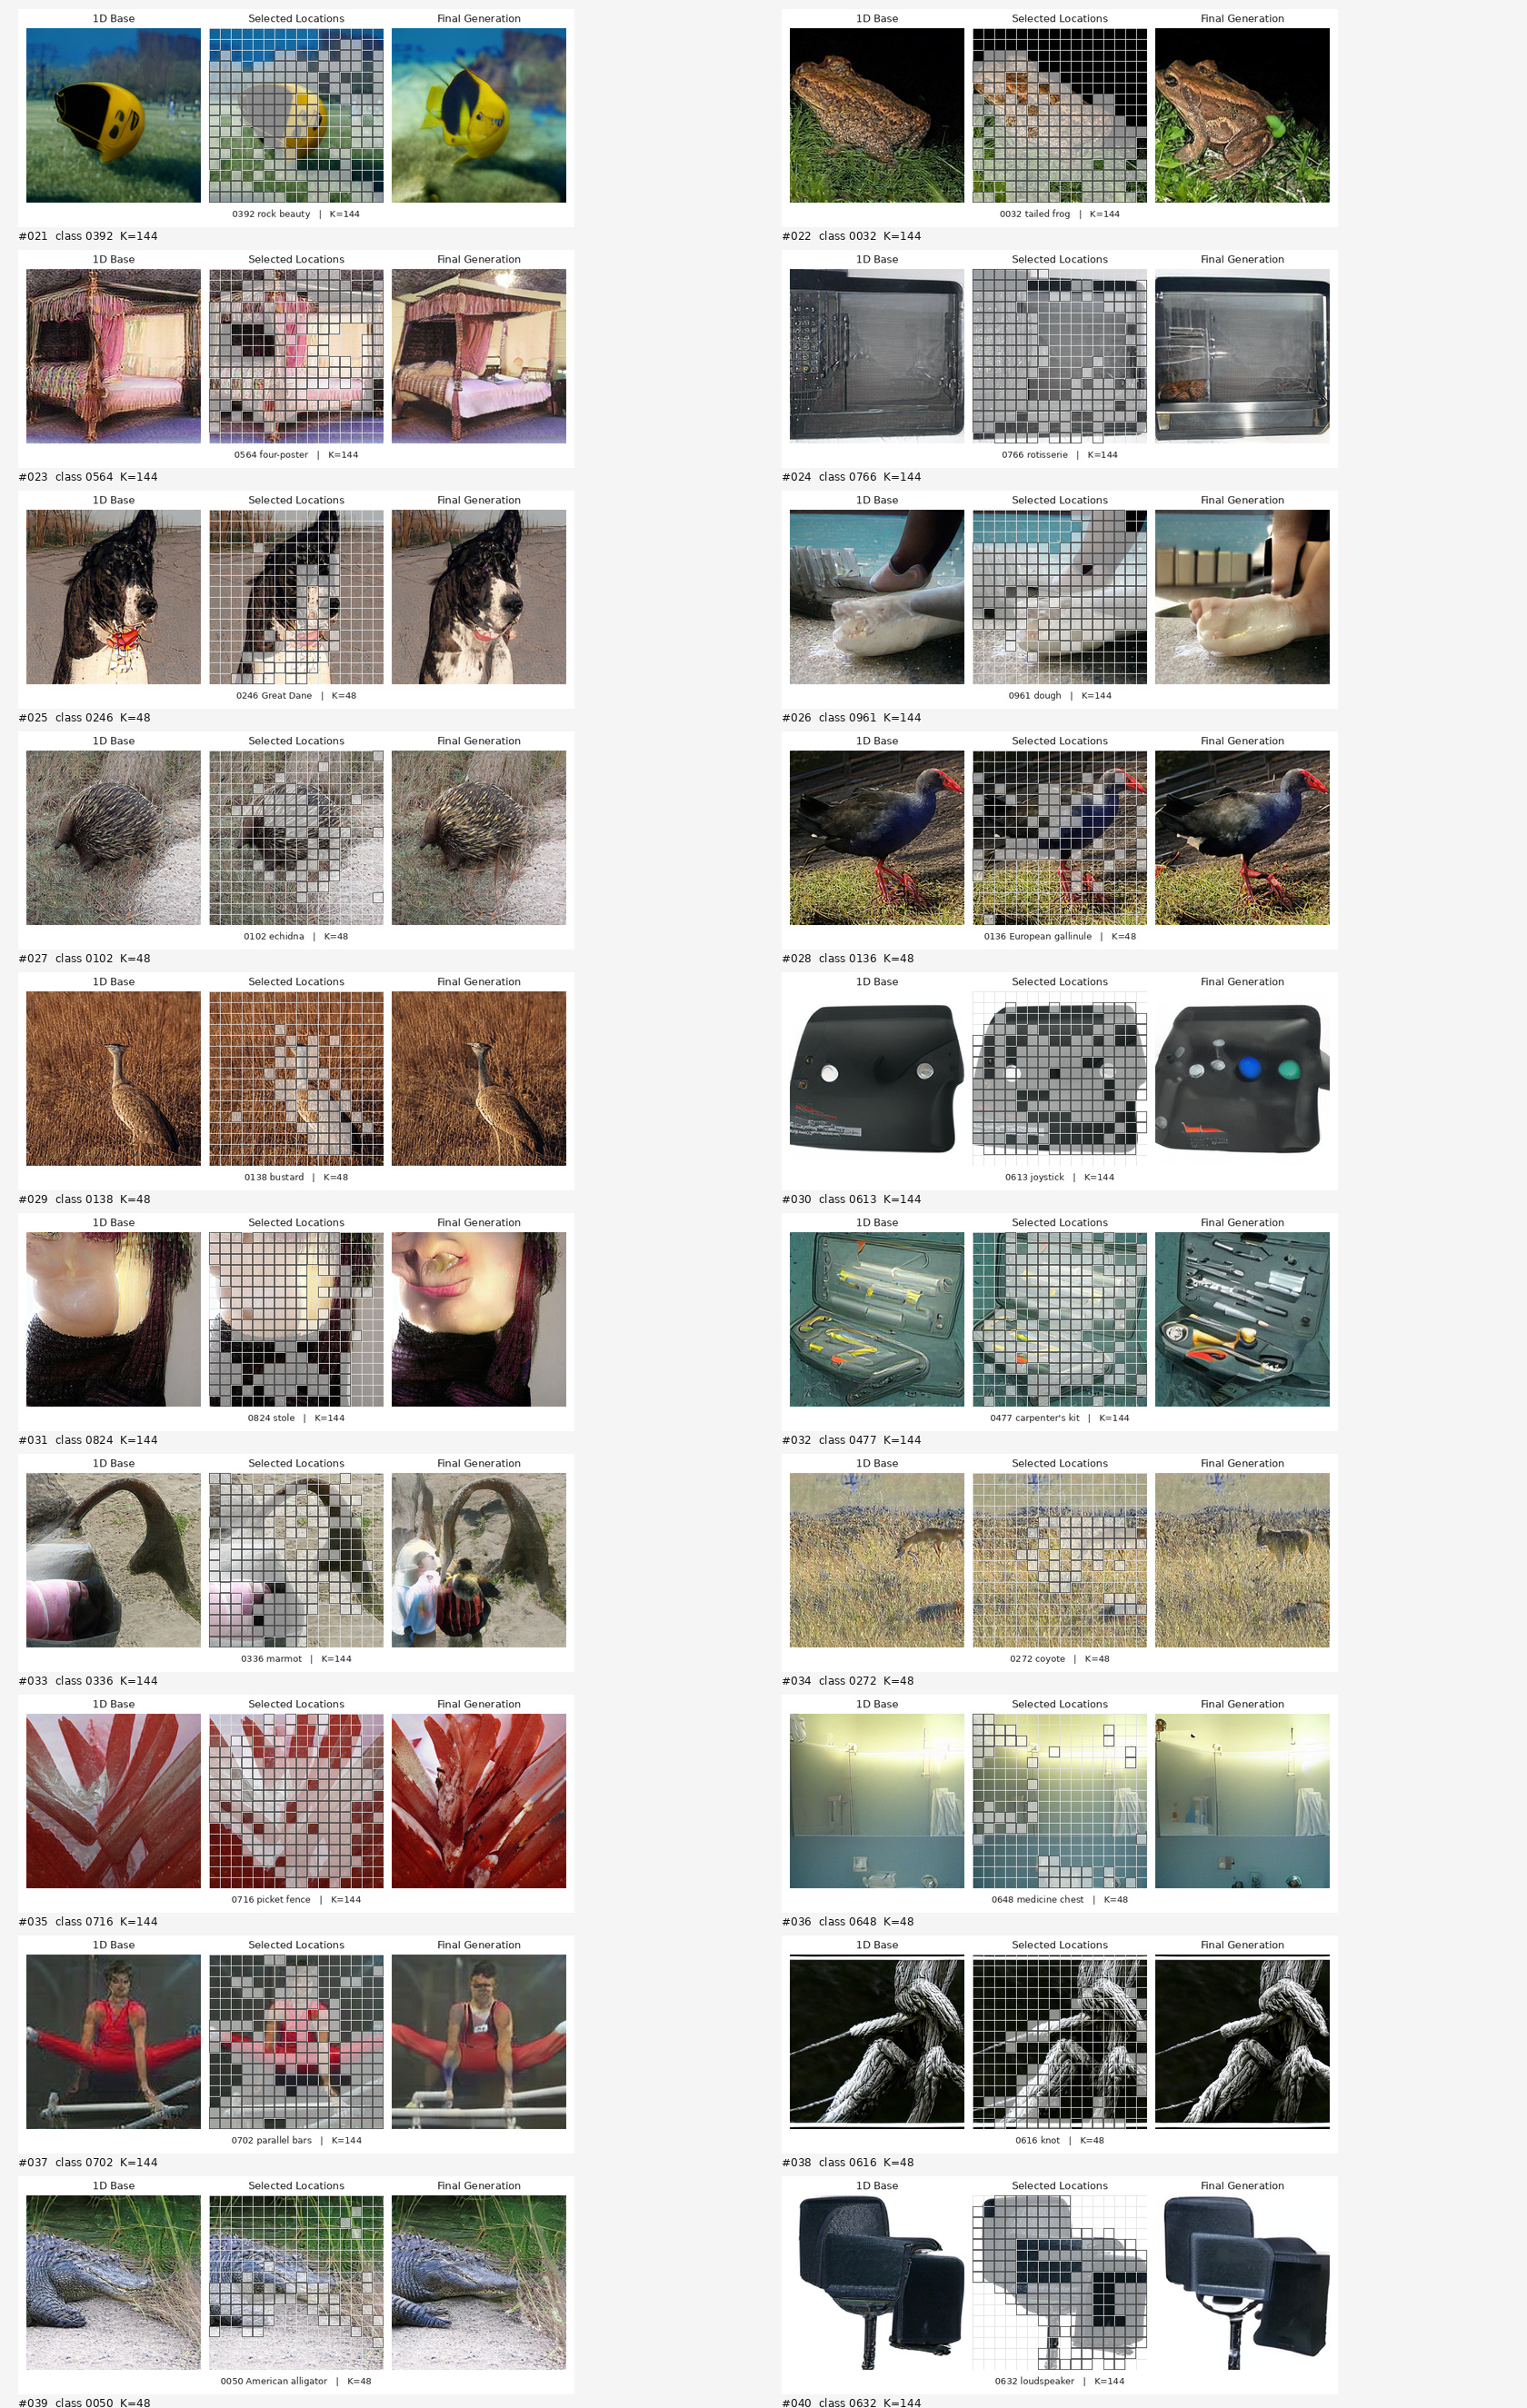 1D Base Selected Locations Final Generation
0392 rock beauty | K=144
#021 class 0392 K=144
1D Base Selected Locations Final Generation
0032 tailed frog | K=144
#022 class 0032 K=144
1D Base Selected Locations Final Generation
0564 four-poster | K=144
#023 class 0564 K=144
1D Base Selected Locations Final Generation
0766 rotisserie | K=144
#024 class 0766 K=144
1D Base Selected Locations Final Generation
0246 Great Dane | K=48
#025 class 0246 K=48
1D Base Selected Locations Final Generation
0961 dough | K=144
#026 class 0961 K=144
1D Base Selected Locations Final Generation
0102 echidna | K=48
#027 class 0102 K=48
1D Base Selected Locations Final Generation
0136 European gallinule | K=48
#028 class 0136 K=48
1D Base Selected Locations Final Generation
0138 bustard | K=48
#029 class 0138 K=48
1D Base Selected Locations Final Generation
0613 joystick | K=144
#030 class 0613 K=144
1D Base Selected Locations Final Generation
0824 stole | K=144
#031 class 0824 K=144
1D Base Selected Locations Final Generation
0477 carpenter's kit | K=144
#032 class 0477 K=144
1D Base Selected Locations Final Generation
0336 marmot | K=144
#033 class 0336 K=144
1D Base Selected Locations Final Generation
0272 coyote | K=48
#034 class 0272 K=48
1D Base Selected Locations Final Generation
0716 picket fence | K=144
#035 class 0716 K=144
1D Base Selected Locations Final Generation
0648 medicine chest | K=48
#036 class 0648 K=48
1D Base Selected Locations Final Generation
0702 parallel bars | K=144
#037 class 0702 K=144
1D Base Selected Locations Final Generation
0616 knot | K=48
#038 class 0616 K=48
1D Base Selected Locations Final Generation
0050 American alligator | K=48
#039 class 0050 K=48
1D Base Selected Locations Final Generation
0632 loudspeaker | K=144
#040 class 0632 K=144